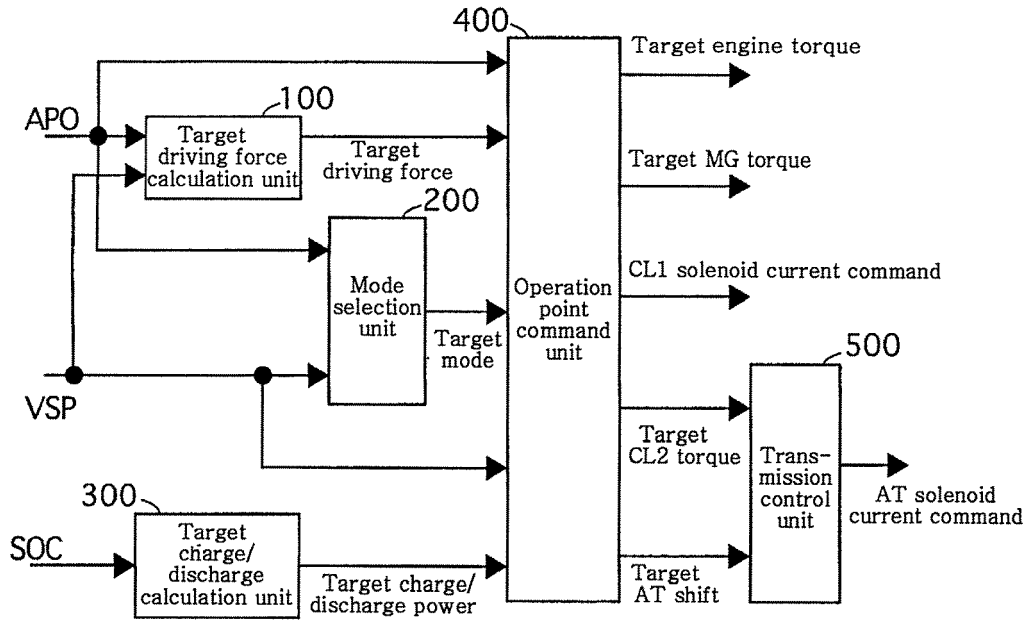 400
Target engine torque
APO
100
Target
driving force
calculation unit
Target
driving force
Target MG torque
200
Mode
selection
unit
Target
mode
Operation
point
command
unit
CL1 solenoid current command
VSP
500
Target
CL2 torque
Trans-
mission
control
unit
AT solenoid
current command
300
SOC
Target
charge/
discharge
calculation unit
Target charge/
discharge power
Target
AT shift